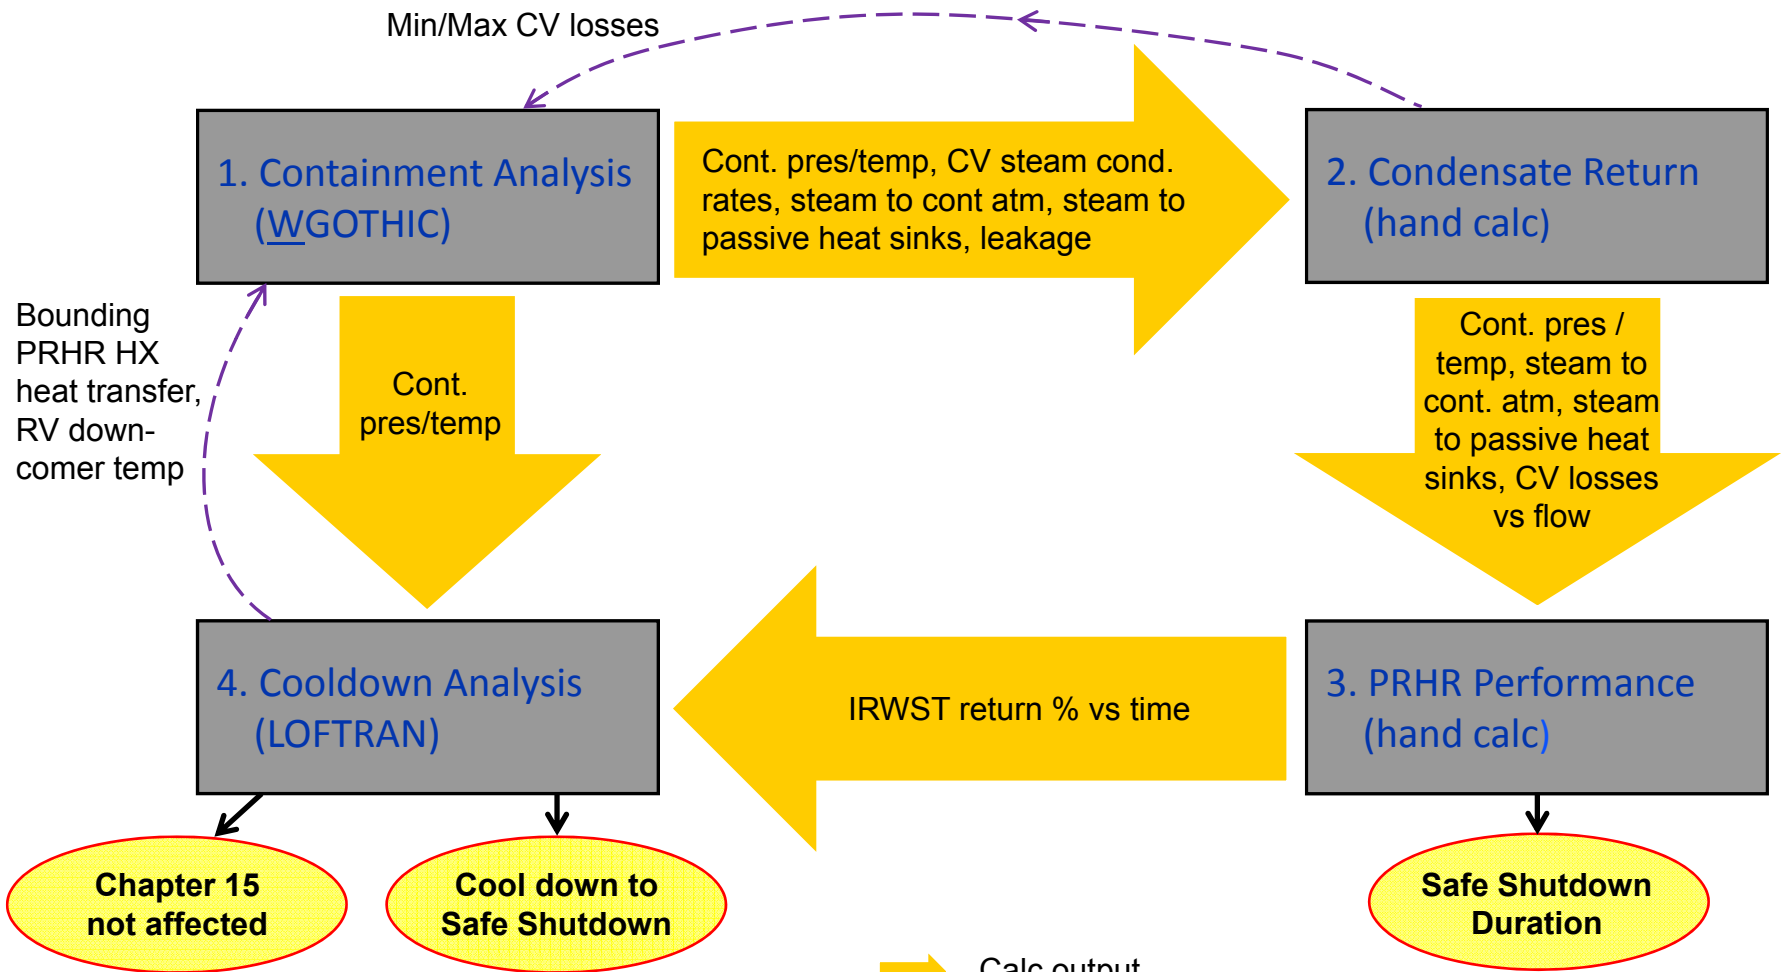 Min/Max CV losses
1. Containment Analysis
(WGOTHIC)
Cont. pres/temp, CV steam cond.
rates, steam to cont atm, steam to
passive heat sinks, leakage
2. Condensate Return
(hand calc)
Bounding
PRHR HX
heat transfer,
RV down-
comer temp
Cont.
pres/temp
Cont. pres /
temp, steam to
cont. atm, steam
to passive heat
sinks, CV losses
vs flow
4. Cooldown Analysis
(LOFTRAN)
IRWST return % vs time
3. PRHR Performance
(hand calc)
Chapter 15
not affected
Cool down to
Safe Shutdown
Safe Shutdown
Duration
Calc output